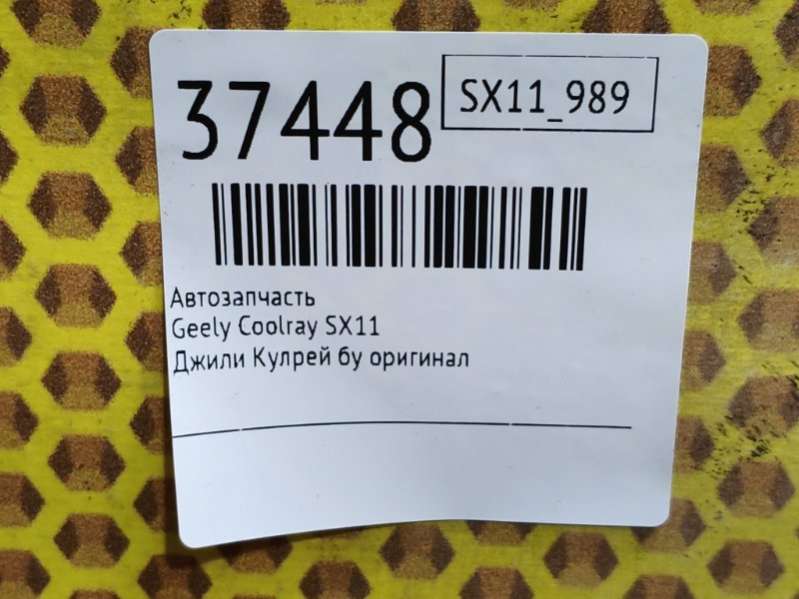 37448
SX11_989
Автозапчасть
Geely Coolray SX11
Джили Кулрей бу оригинал